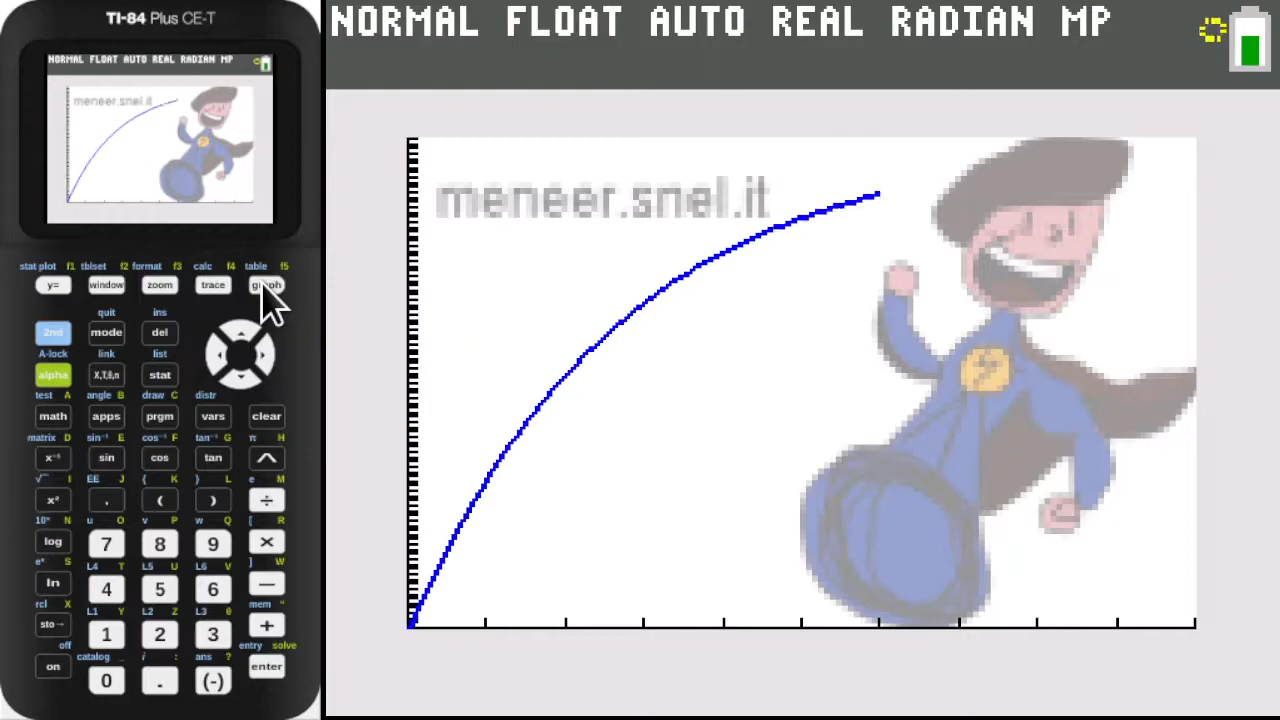 TI-84 Plus CE-T
NORMAL FLOAT AUTO REAL RADIAN MP
NORMAL FLOAT AUTO REAL RADIAN MP
meneer.snel.it
meneer.snel.it
stat plot f1 tblset f2 format f3 calc f4 table f5
y= window zoom trace graph
quit ins
2nd mode del
A-lock link list
alpha X,T,θ,n stat
test A angle B draw C distr
math apps prgm vars clear
matrix D sin⁻¹ E cos⁻¹ F tan⁻¹ G π H
x⁻¹ sin cos tan ^
√ I EE J { K } L e M
x² , ( ) ÷
10ˣ N u O v P w Q [ R
log 7 8 9 ×
eˣ S L4 T L5 U L6 V ] W
ln 4 5 6 —
rcl X L1 Y L2 Z L3 θ mem "
sto→ 1 2 3 +
off catalog _ i : ans ? entry solve
on 0 . (-) enter